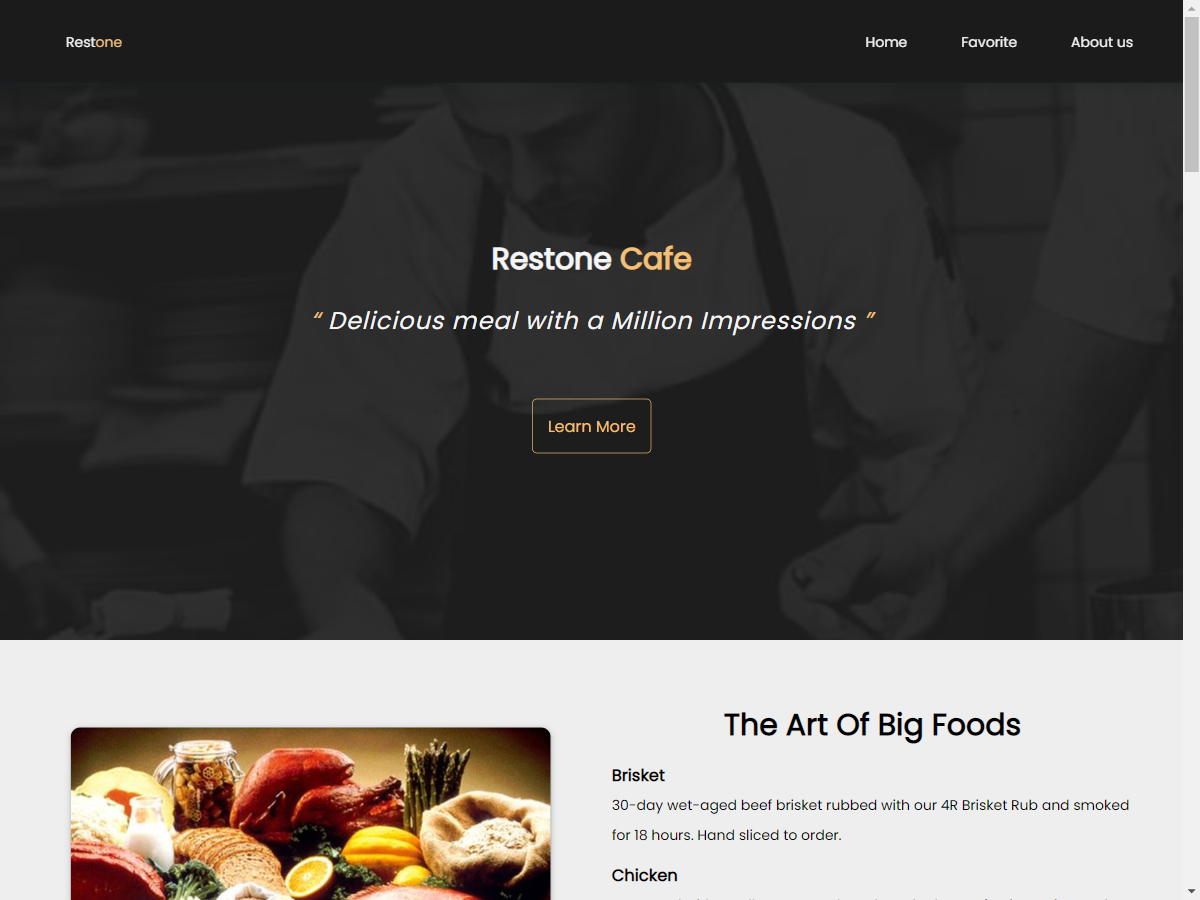 Restone
Home
Favorite
About us
Restone Cafe
“ Delicious meal with a Million Impressions ”
Learn More
The Art Of Big Foods
Brisket
30-day wet-aged beef brisket rubbed with our 4R Brisket Rub and smoked
for 18 hours. Hand sliced to order.
Chicken